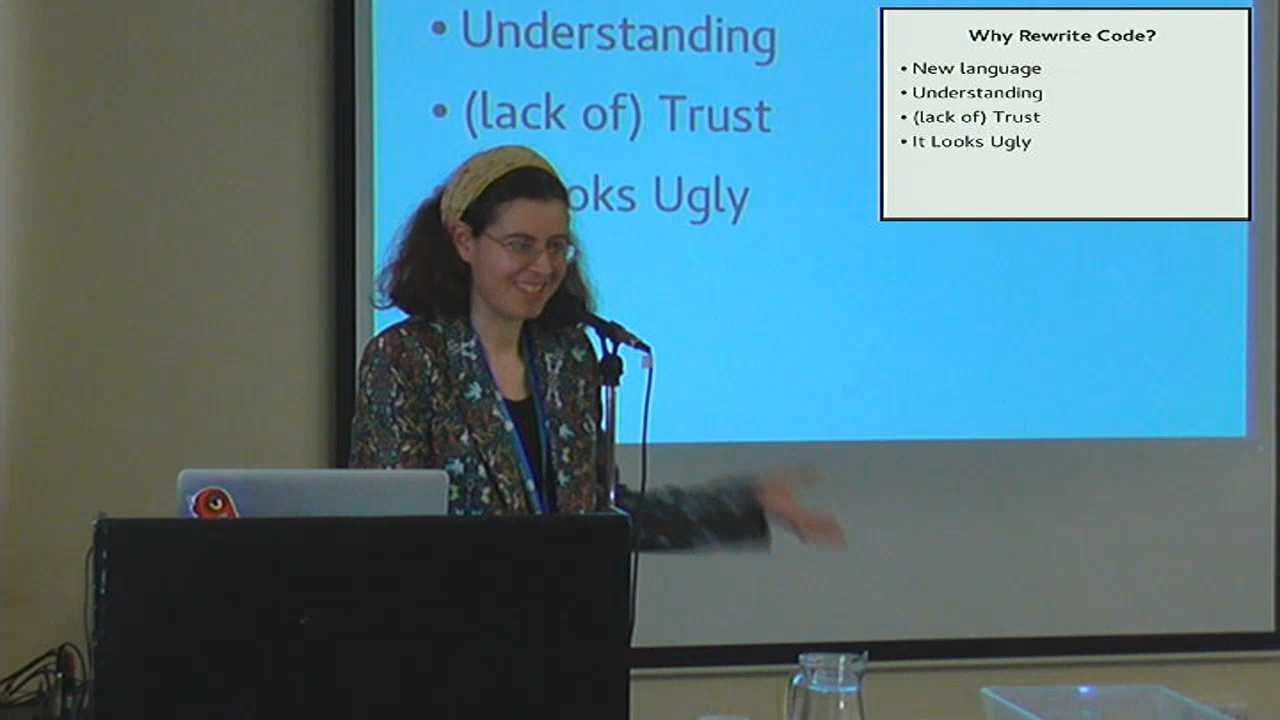 • Understanding
• (lack of) Trust
oks Ugly
Why Rewrite Code?
• New language
• Understanding
• (lack of) Trust
• It Looks Ugly